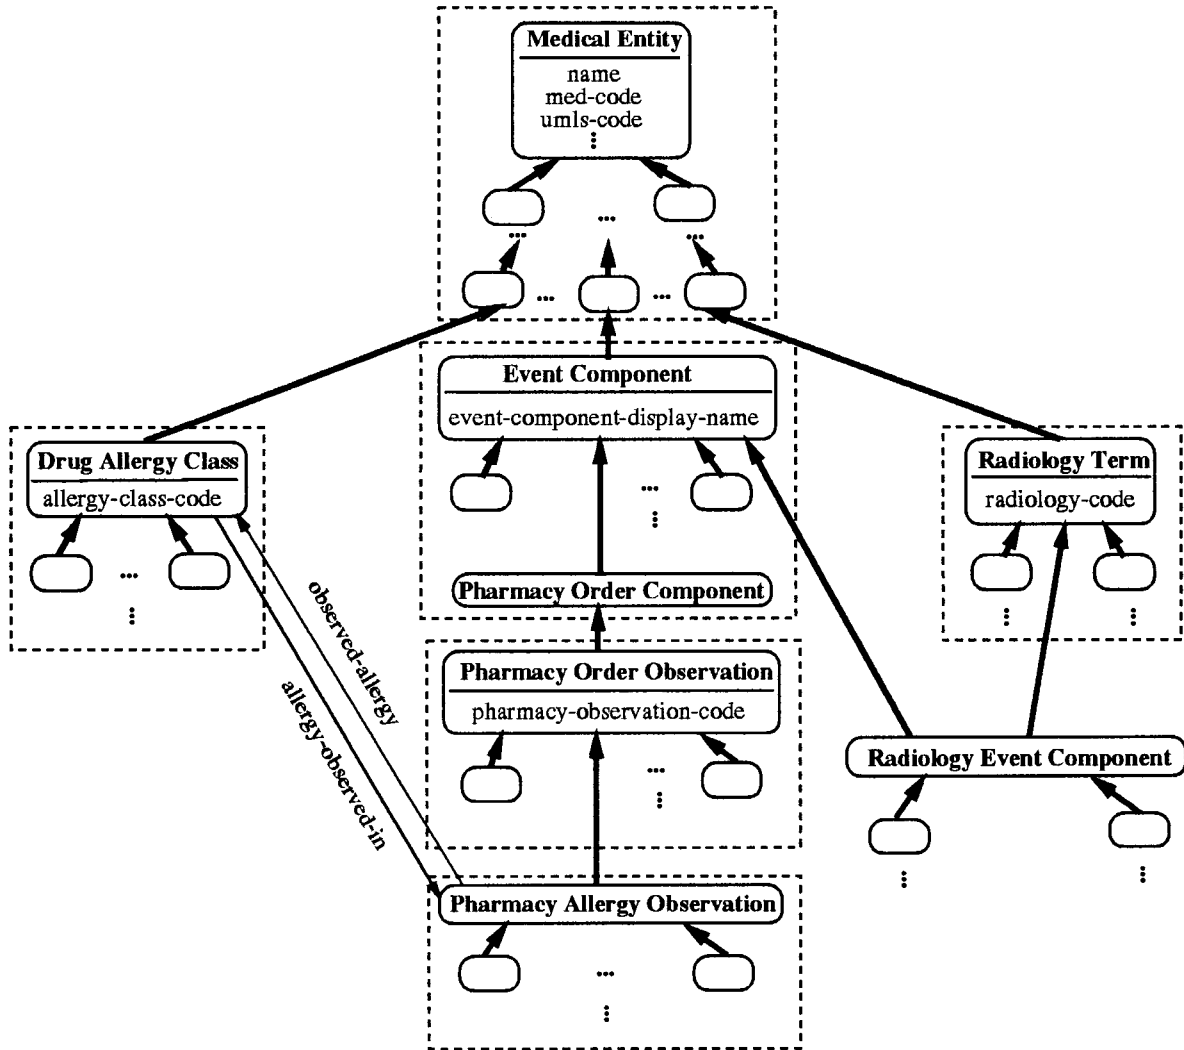 Medical Entity
name
med-code
umls-code
Event Component
event-component-display-name
Drug Allergy Class
allergy-class-code
Radiology Term
radiology-code
Pharmacy Order Component
observed-allergy
allergy-observed-in
Pharmacy Order Observation
pharmacy-observation-code
Radiology Event Component
Pharmacy Allergy Observation